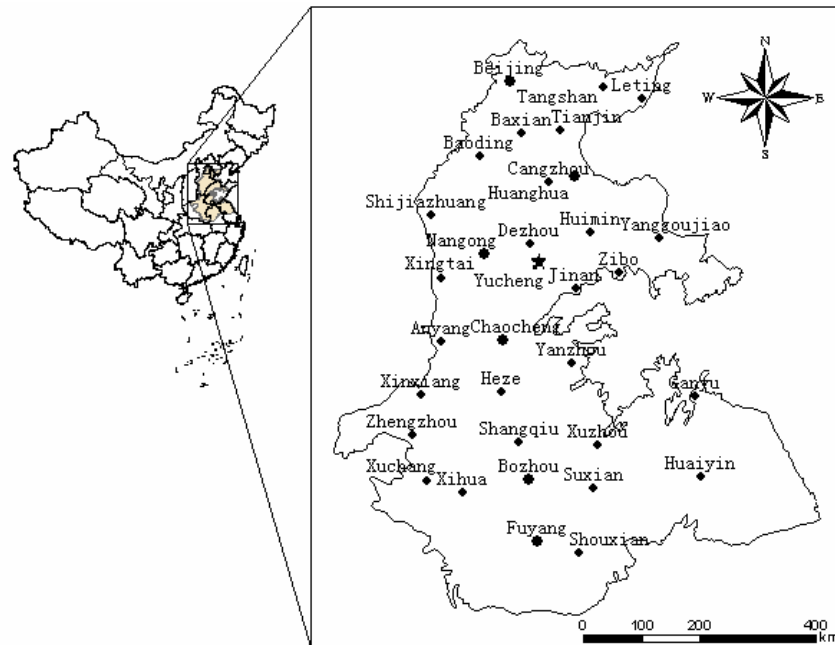 N
Beijing
Leting
Tangshan
W
E
Baxian
Tianjin
Baoding
S
Cangzhou
Huanghua
Shijiazhuang
Huimin
Yanggoujiao
Dezhou
Nangong
Zibo
Xingtai
Yucheng
Jinan
Anyang
Chaocheng
Yanzhou
Xinxiang
Heze
Ganyu
Zhengzhou
Shangqiu
Xuzhou
Xuchang
Xihua
Bozhou
Suxian
Huaiyin
Fuyang
Shouxian
0 100 200 400
km